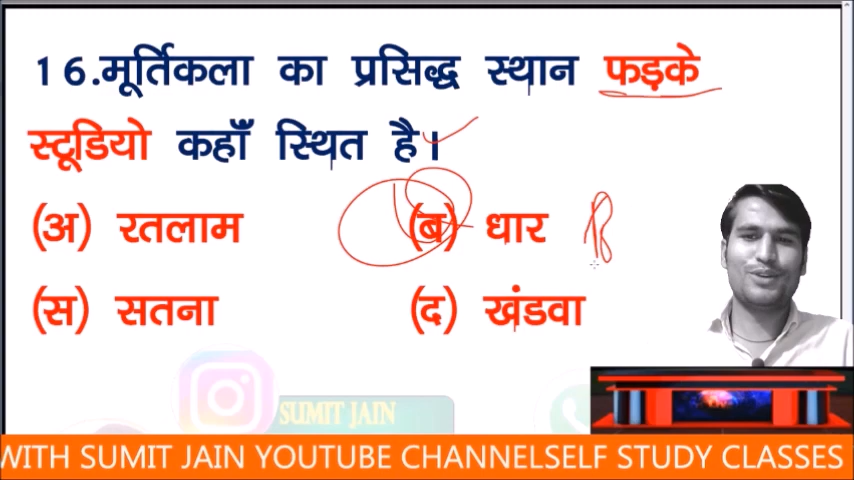 16.मूर्तिकला का प्रसिद्ध स्थान फड़के
स्टूडियो कहाँ स्थित है।
(अ) रतलाम (ब) धार B
(स) सतना (द) खंडवा
SUMIT JAIN
WITH SUMIT JAIN YOUTUBE CHANNELSELF STUDY CLASSES